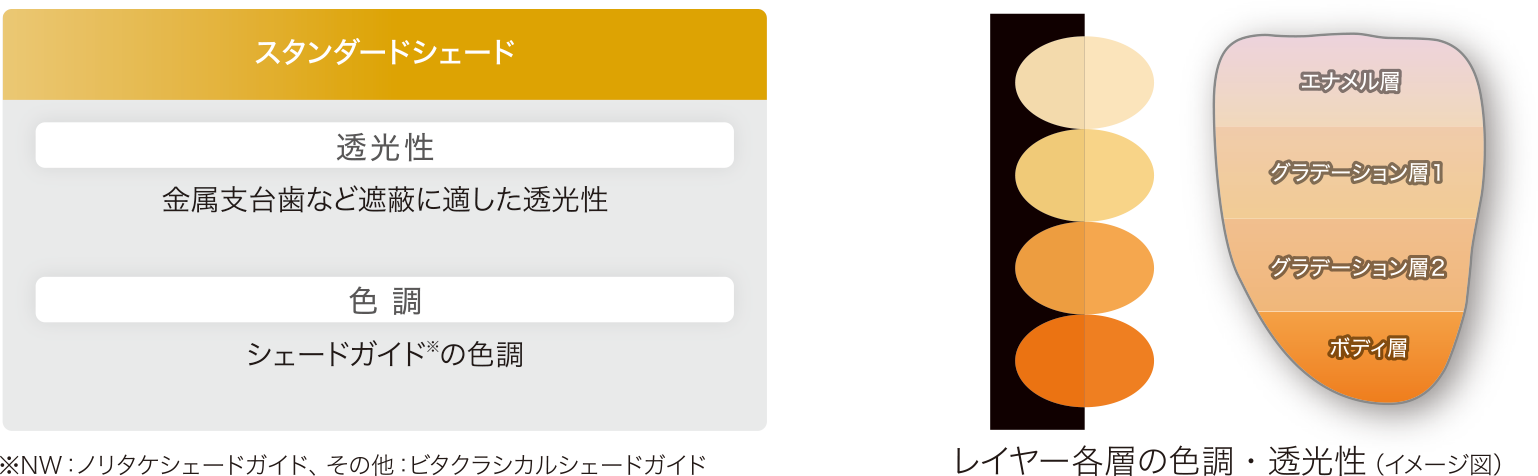 スタンダードシェード
透光性
金属支台歯など遮蔽に適した透光性
色 調
シェードガイド※の色調
※NW：ノリタケシェードガイド、その他：ビタクラシカルシェードガイド
エナメル層
グラデーション層1
グラデーション層2
ボディ層
レイヤー各層の色調・透光性（イメージ図）